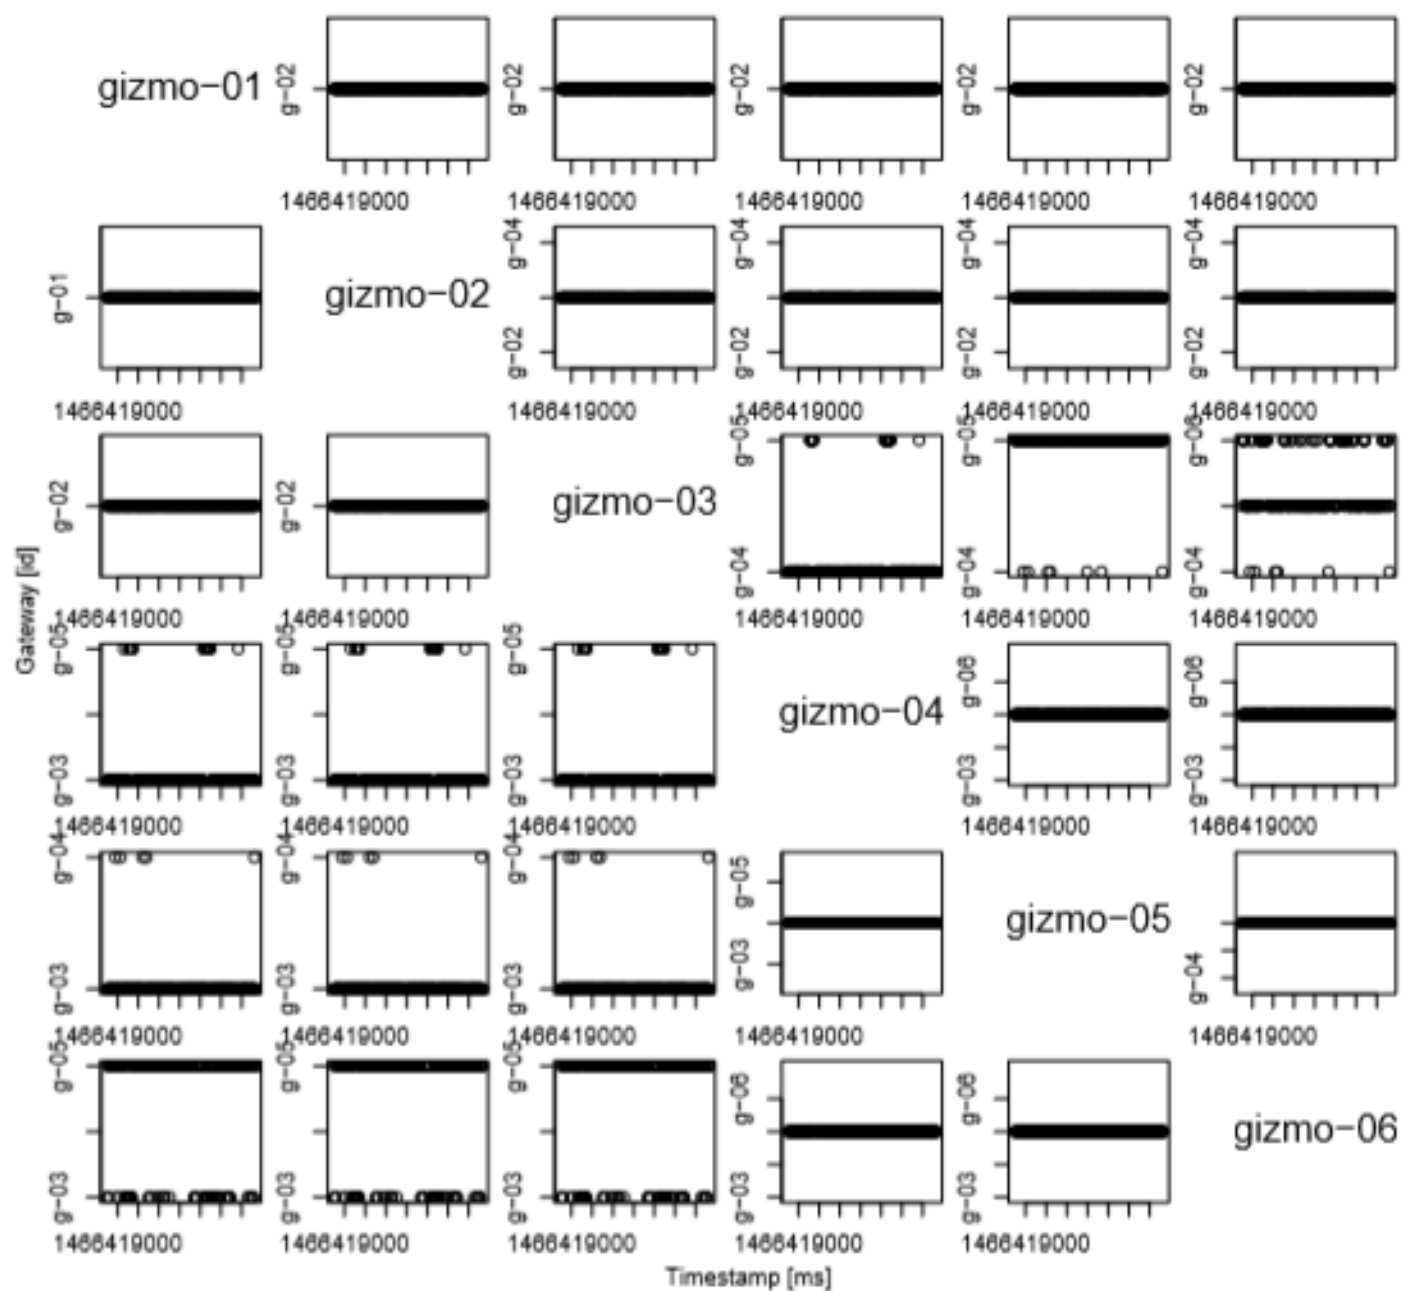 gizmo-01 g-02 g-02 g-02 g-02 g-02
1466419000 1466419000 1466419000 1466419000 1466419000
g-01 gizmo-02 g-04 g-02 g-04 g-02 g-04 g-02 g-04 g-02
1466419000 1466419000 1466419000 1466419000 1466419000
g-02 g-02 gizmo-03 g-05 g-04 g-05 g-04 g-06 g-04
1466419000 1466419000 1466419000 1466419000 1466419000
Gateway [id]
g-05 g-03 g-05 g-03 g-05 g-03 gizmo-04 g-06 g-03 g-06 g-03
1466419000 1466419000 1466419000 1466419000 1466419000
g-04 g-03 g-04 g-03 g-04 g-03 g-05 g-03 gizmo-05 g-04
1466419000 1466419000 1466419000 1466419000 1466419000
g-05 g-03 g-05 g-03 g-05 g-03 g-06 g-03 g-06 g-03 gizmo-06
1466419000 1466419000 1466419000 1466419000 1466419000
Timestamp [ms]